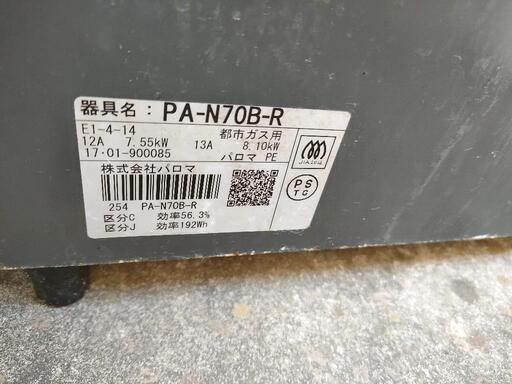 器具名： PA-N70B-R
E1-4-14 都市ガス用
12A 7.55kW 13A 8.10kW
17・01-900085 パロマ PE
株式会社パロマ
254 PA-N70B-R
区分C 効率56.3%
区分J 効率192Wh
JIA
PS
TG